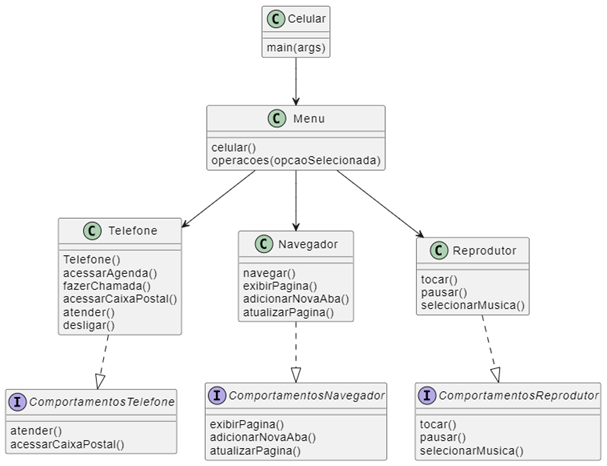 C Celular
main(args)
C Menu
celular()
operacoes(opcaoSelecionada)
C Telefone
Telefone()
acessarAgenda()
fazerChamada()
acessarCaixaPostal()
atender()
desligar()
C Navegador
navegar()
exibirPagina()
adicionarNovaAba()
atualizarPagina()
C Reprodutor
tocar()
pausar()
selecionarMusica()
I ComportamentosTelefone
atender()
acessarCaixaPostal()
I ComportamentosNavegador
exibirPagina()
adicionarNovaAba()
atualizarPagina()
I ComportamentosReprodutor
tocar()
pausar()
selecionarMusica()